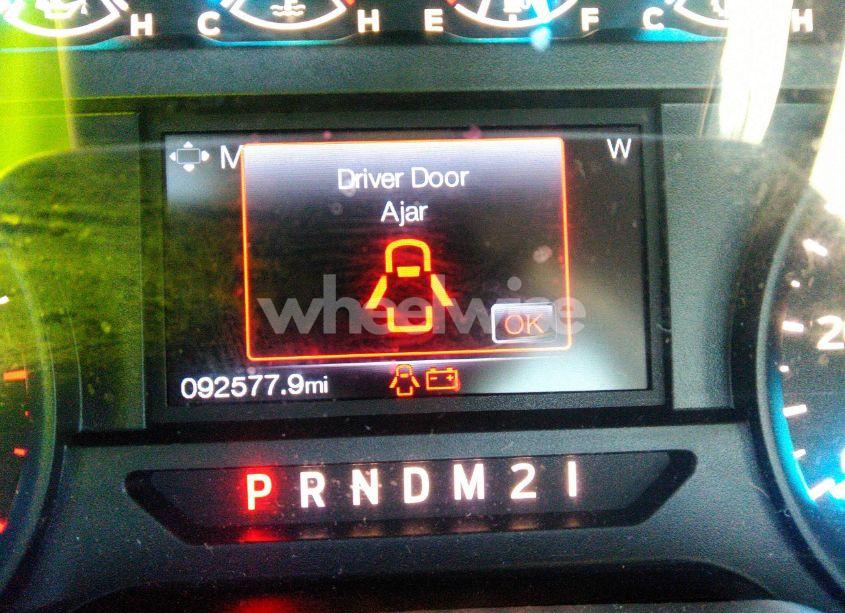 H C H E F C H
M W
Driver Door
Ajar
wheelwise
OK
092577.9mi
P R N D M 2 1